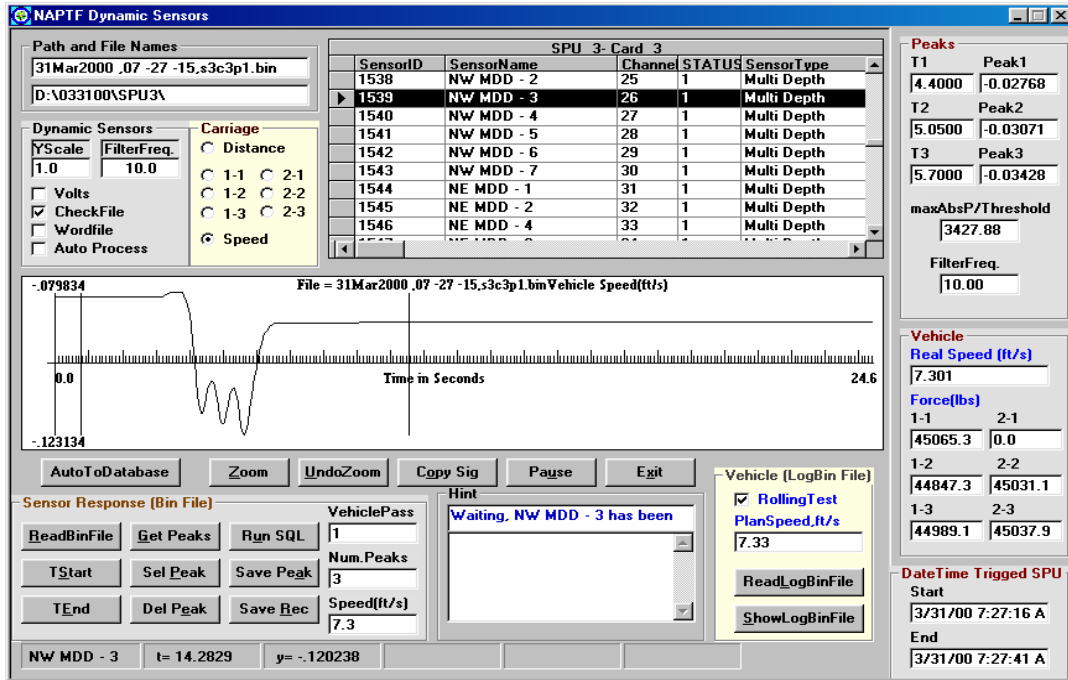 NAPTF Dynamic Sensors
Path and File Names
31Mar2000 ,07 -27 -15,s3c3p1.bin
D:\033100\SPU3\
Dynamic Sensors
YScale FilterFreq.
1.0 10.0
Volts
CheckFile
Wordfile
Auto Process
Carriage
Distance
1-1 2-1
1-2 2-2
1-3 2-3
Speed
SPU 3- Card 3
SensorID SensorName Channel STATUS SensorType
1538 NW MDD - 2 25 1 Multi Depth
1539 NW MDD - 3 26 1 Multi Depth
1540 NW MDD - 4 27 1 Multi Depth
1541 NW MDD - 5 28 1 Multi Depth
1542 NW MDD - 6 29 1 Multi Depth
1543 NW MDD - 7 30 1 Multi Depth
1544 NE MDD - 1 31 1 Multi Depth
1545 NE MDD - 2 32 1 Multi Depth
1546 NE MDD - 4 33 1 Multi Depth
Peaks
T1 Peak1
4.4000 -0.02768
T2 Peak2
5.0500 -0.03071
T3 Peak3
5.7000 -0.03428
maxAbsP/Threshold
3427.88
FilterFreq.
10.00
-.079834
File = 31Mar2000 ,07 -27 -15,s3c3p1.binVehicle Speed(ft/s)
0.0 Time in Seconds 24.6
-.123134
Vehicle
Real Speed (ft/s)
7.301
Force(lbs)
1-1 2-1
45065.3 0.0
1-2 2-2
44847.3 45031.1
1-3 2-3
44989.1 45037.9
AutoToDatabase Zoom UndoZoom Copy Sig Pause Exit
Sensor Response (Bin File)
ReadBinFile Get Peaks Run SQL
TStart Sel Peak Save Peak
TEnd Del Peak Save Rec
VehiclePass
1
Num.Peaks
3
Speed(ft/s)
7.3
Hint
Waiting, NW MDD - 3 has been
Vehicle (LogBin File)
RollingTest
PlanSpeed,ft/s
7.33
ReadLogBinFile
ShowLogBinFile
DateTime Trigged SPU
Start
3/31/00 7:27:16 A
End
3/31/00 7:27:41 A
NW MDD - 3 t= 14.2829 y= -.120238